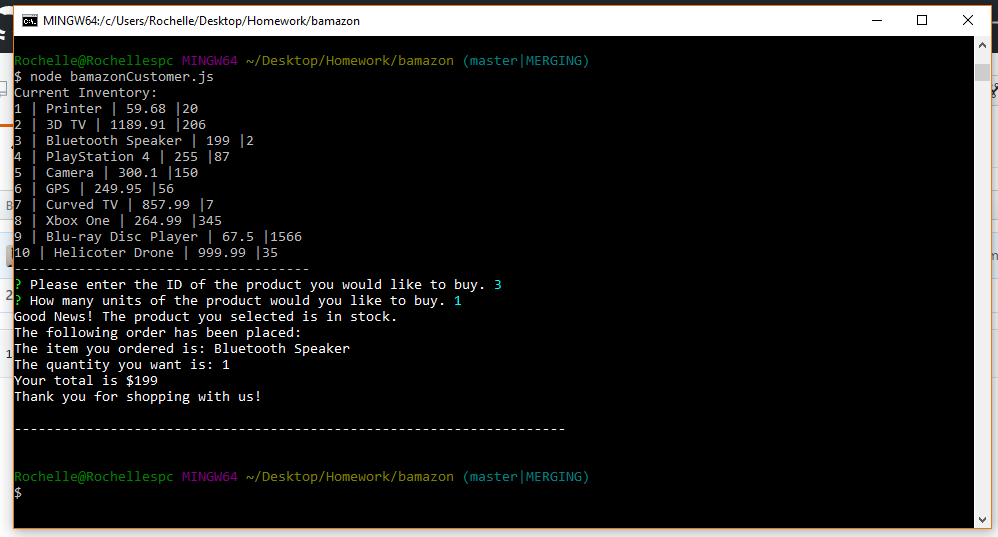 MINGW64:/c/Users/Rochelle/Desktop/Homework/bamazon
Rochelle@Rochellespc MINGW64 ~/Desktop/Homework/bamazon (master|MERGING)
$ node bamazonCustomer.js
Current Inventory:
1 | Printer | 59.68 |20
2 | 3D TV | 1189.91 |206
3 | Bluetooth Speaker | 199 |2
4 | PlayStation 4 | 255 |87
5 | Camera | 300.1 |150
6 | GPS | 249.95 |56
7 | Curved TV | 857.99 |7
8 | Xbox One | 264.99 |345
9 | Blu-ray Disc Player | 67.5 |1566
10 | Helicoter Drone | 999.99 |35
-------------------------------------
? Please enter the ID of the product you would like to buy. 3
? How many units of the product would you like to buy. 1
Good News! The product you selected is in stock.
The following order has been placed:
The item you ordered is: Bluetooth Speaker
The quantity you want is: 1
Your total is $199
Thank you for shopping with us!
---------------------------------------------------------------------
Rochelle@Rochellespc MINGW64 ~/Desktop/Homework/bamazon (master|MERGING)
$